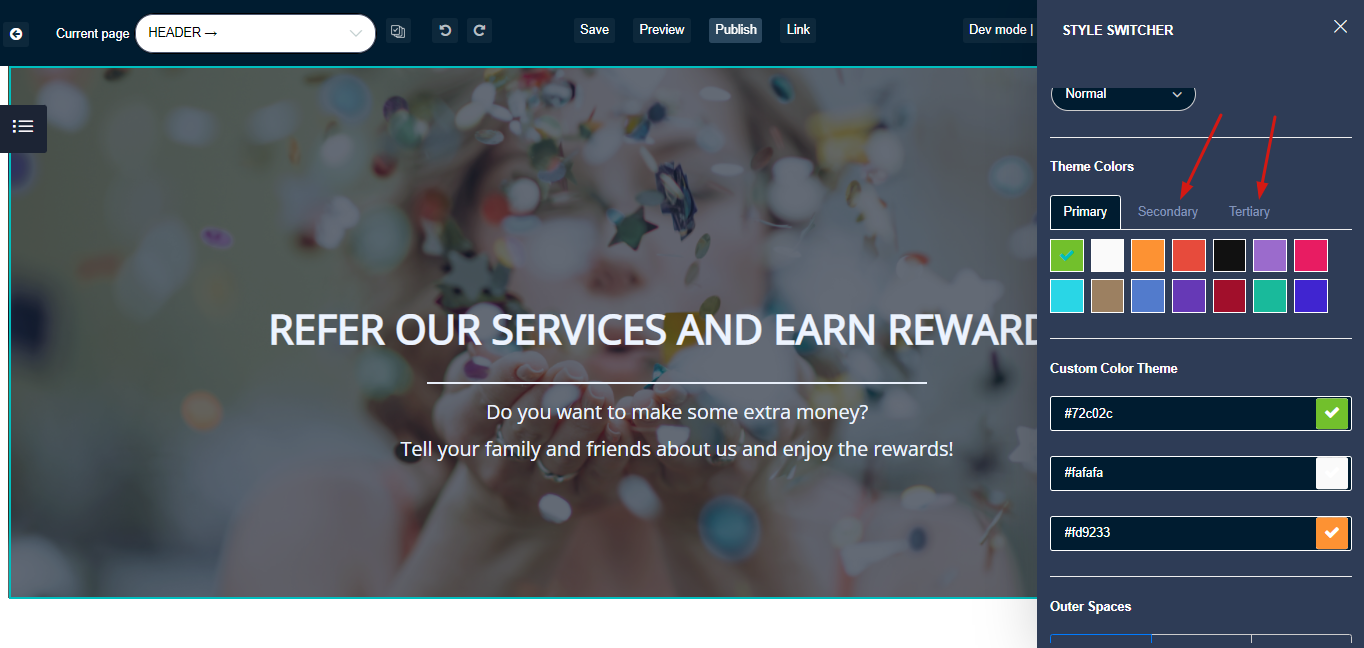 Current page
HEADER →
Save
Preview
Publish
Link
Dev mode |
STYLE SWITCHER
Normal
Theme Colors
Primary
Secondary
Tertiary
REFER OUR SERVICES AND EARN REWARD
Do you want to make some extra money?
Tell your family and friends about us and enjoy the rewards!
Custom Color Theme
#72c02c
#fafafa
#fd9233
Outer Spaces